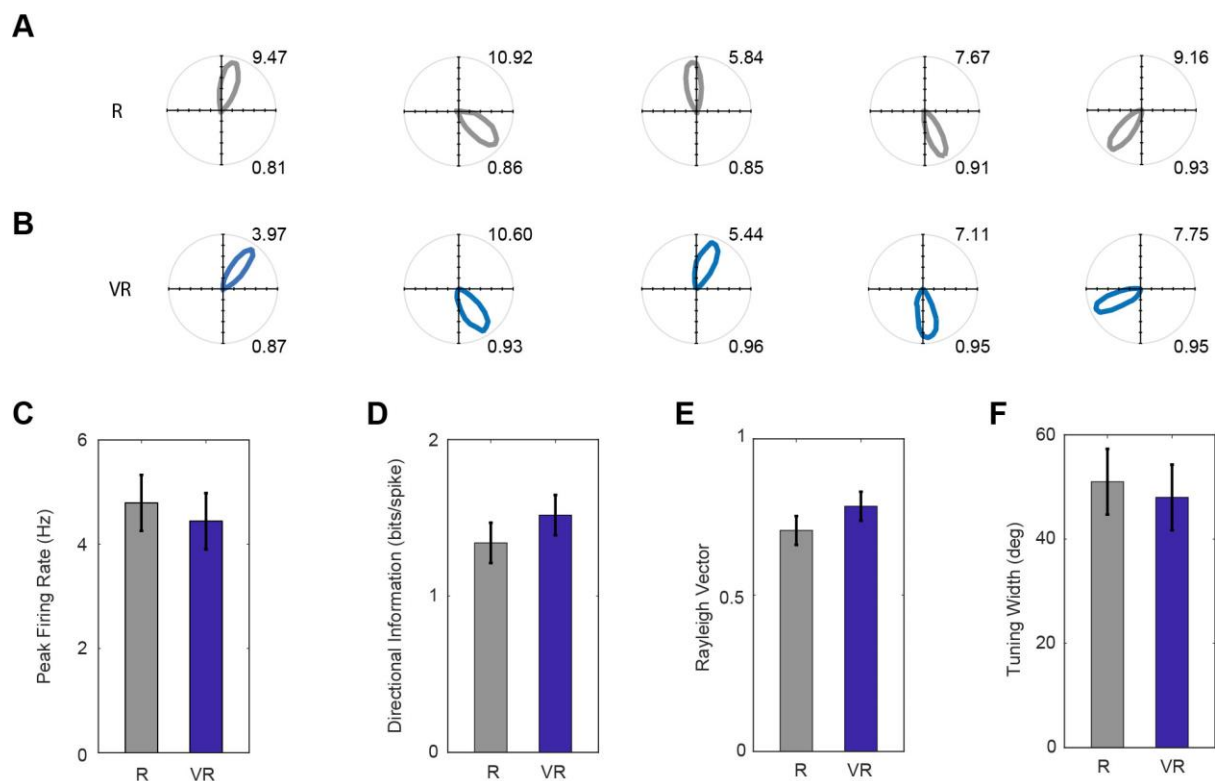 A
9.47 10.92 5.84 7.67 9.16
R
0.81 0.86 0.85 0.91 0.93
B
3.97 10.60 5.44 7.11 7.75
VR
0.87 0.93 0.96 0.95 0.95
C
6
4
2
0
Peak Firing Rate (Hz)
R VR
D
2
1
0
Directional Information (bits/spike)
R VR
E
1
0.5
0
Rayleigh Vector
R VR
F
60
40
20
0
Tuning Width (deg)
R VR